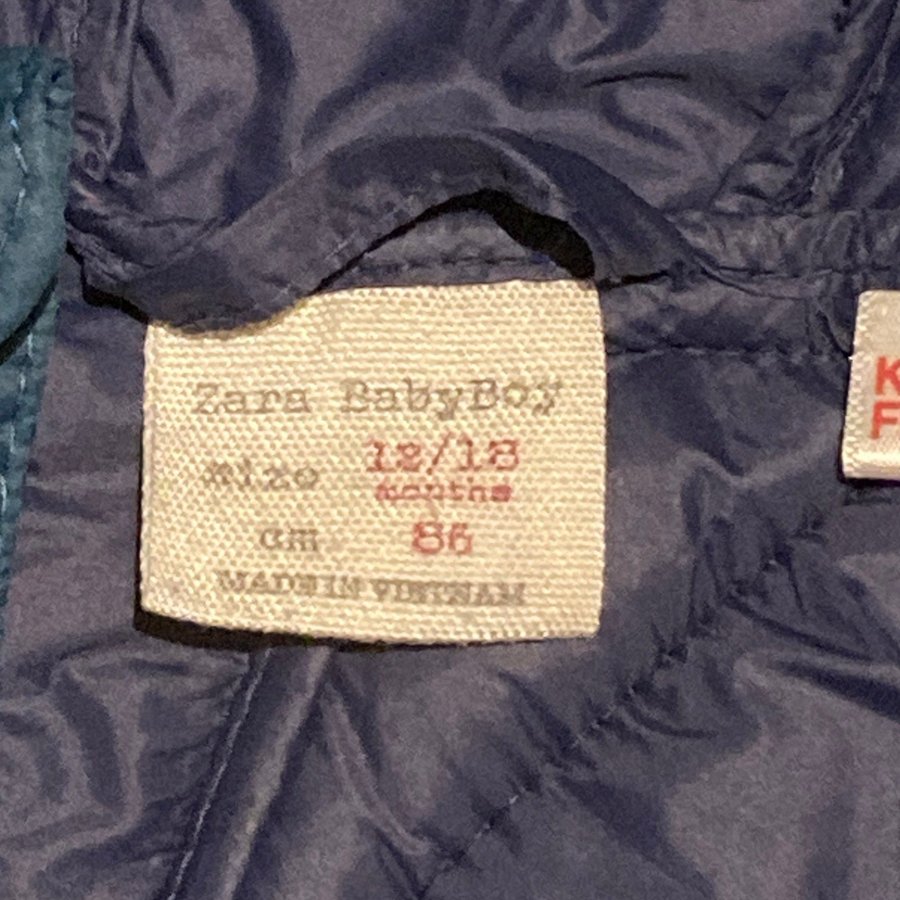 Zara BabyBoy
size 12/18
months
cm 86
MADE IN VIETNAM
K
F